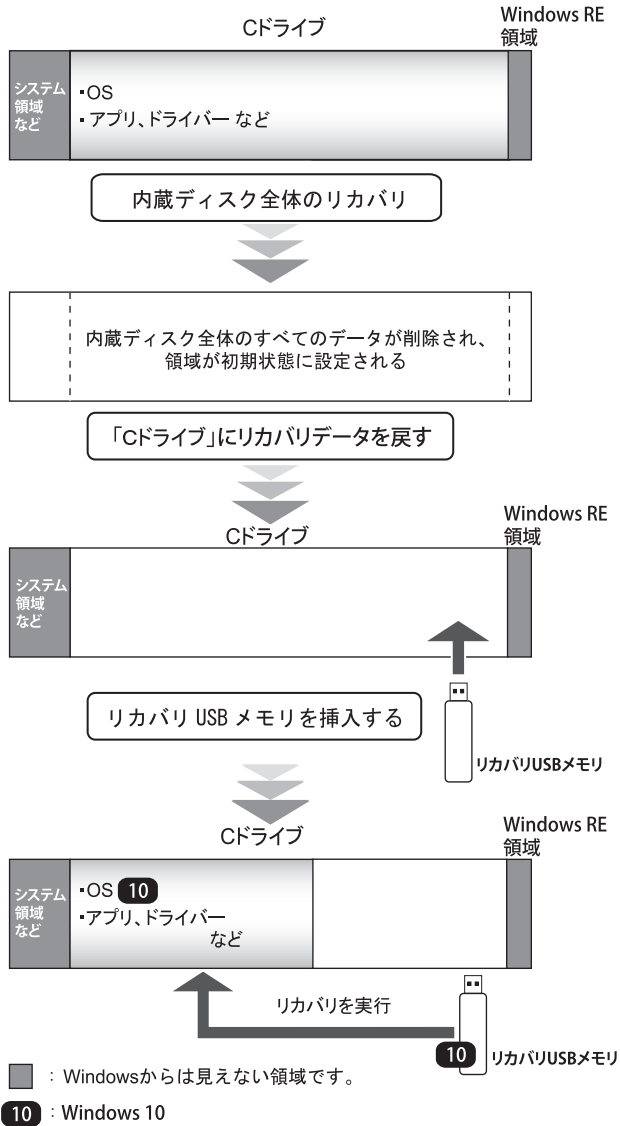 Cドライブ
Windows RE
領域
システム
領域
など
▪OS
▪アプリ、ドライバー など
内蔵ディスク全体のリカバリ
内蔵ディスク全体のすべてのデータが削除され、
領域が初期状態に設定される
「Cドライブ」にリカバリデータを戻す
Cドライブ
Windows RE
領域
システム
領域
など
リカバリ USB メモリを挿入する
リカバリUSBメモリ
Cドライブ
Windows RE
領域
システム
領域
など
▪OS 10
▪アプリ、ドライバー
など
リカバリを実行
10 リカバリUSBメモリ
: Windowsからは見えない領域です。
10 : Windows 10